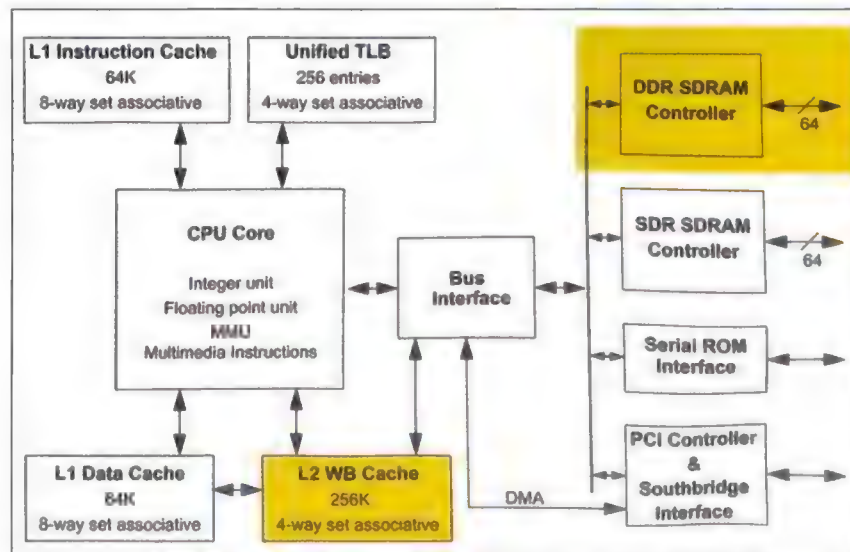 L1 Instruction Cache
64K
8-way set associative
Unified TLB
256 entries
4-way set associative
DDR SDRAM
Controller
64
CPU Core
Integer unit
Floating point unit
MMU
Multimedia Instructions
Bus
Interface
SDR SDRAM
Controller
64
Serial ROM
Interface
L1 Data Cache
64K
8-way set associative
L2 WB Cache
256K
4-way set associative
DMA
PCI Controller
&
Southbridge
Interface